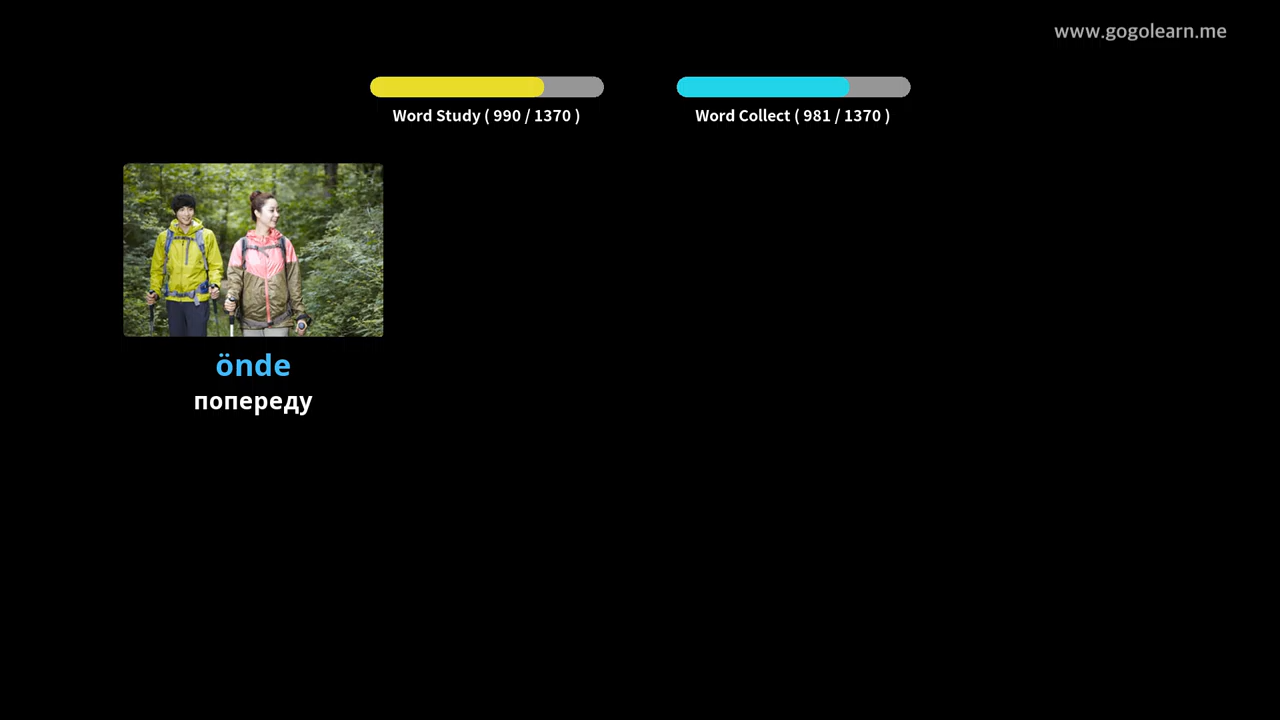 www.gogolearn.me
Word Study ( 990 / 1370 )
Word Collect ( 981 / 1370 )
önde
попереду